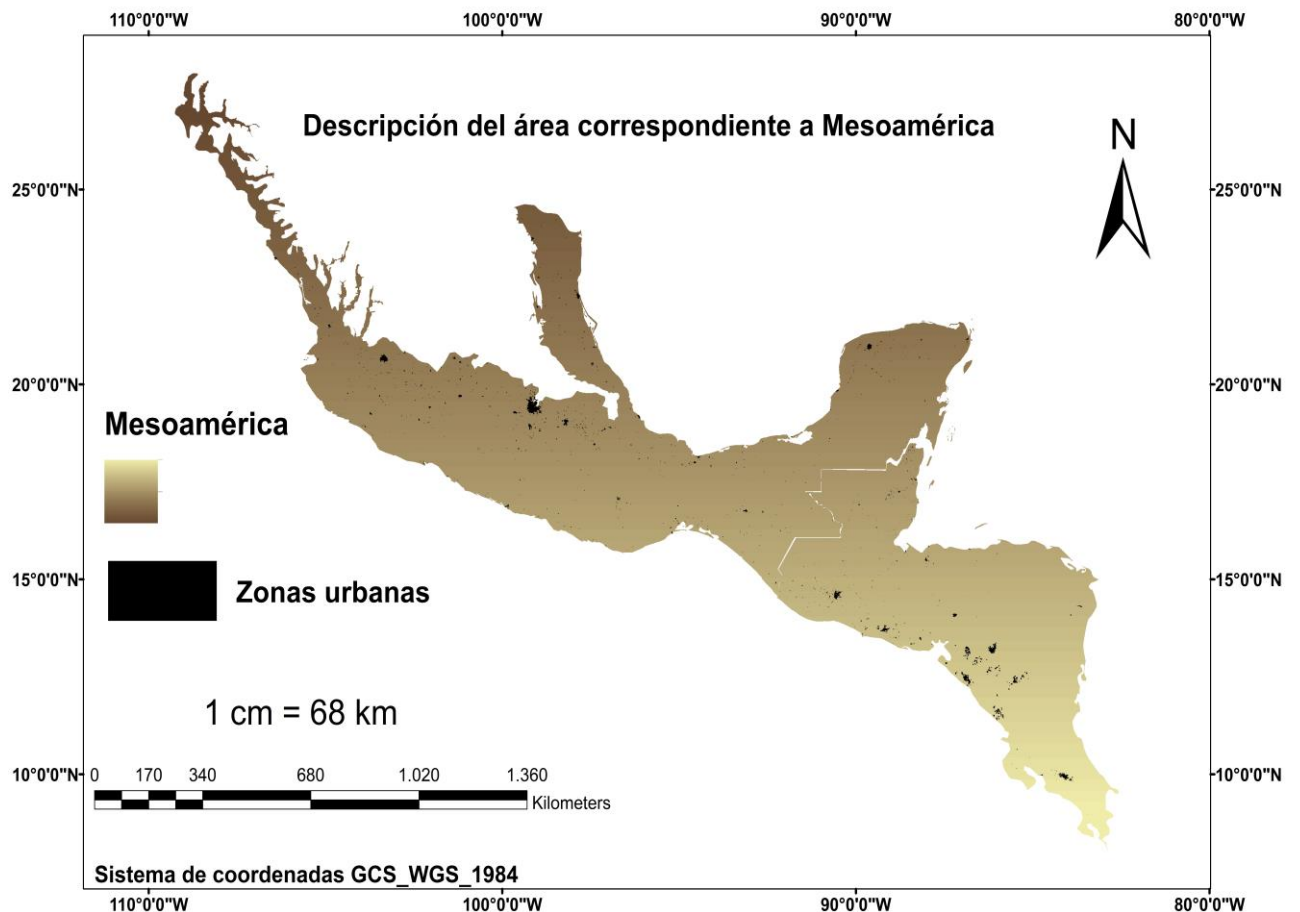 110°0'0"W 100°0'0"W 90°0'0"W 80°0'0"W
Descripción del área correspondiente a Mesoamérica
N
25°0'0"N 25°0'0"N
20°0'0"N 20°0'0"N
Mesoamérica
15°0'0"N 15°0'0"N
Zonas urbanas
1 cm = 68 km
10°0'0"N 10°0'0"N
0 170 340 680 1.020 1.360
Kilometers
Sistema de coordenadas GCS_WGS_1984
110°0'0"W 100°0'0"W 90°0'0"W 80°0'0"W